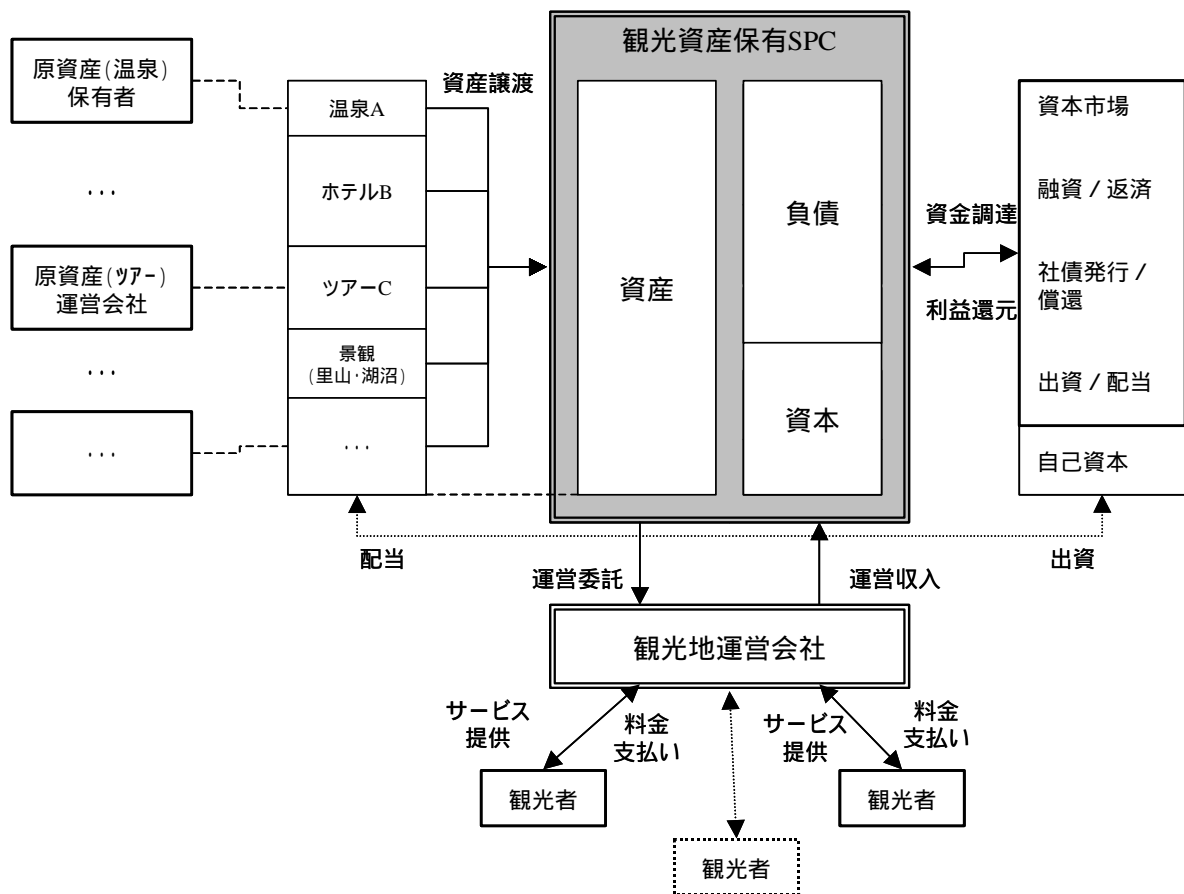 観光資産保有SPC
原資産(温泉)
保有者
・・・
原資産(ツアー)
運営会社
・・・
・・・
温泉A
ホテルB
ツアーC
景観
(里山・湖沼)
・・・
資産譲渡
資産
負債
資本
資金調達
利益還元
資本市場
融資 / 返済
社債発行 /
償還
出資 / 配当
自己資本
配当
出資
運営委託
運営収入
観光地運営会社
サービス
提供
料金
支払い
サービス
提供
料金
支払い
観光者
観光者
観光者